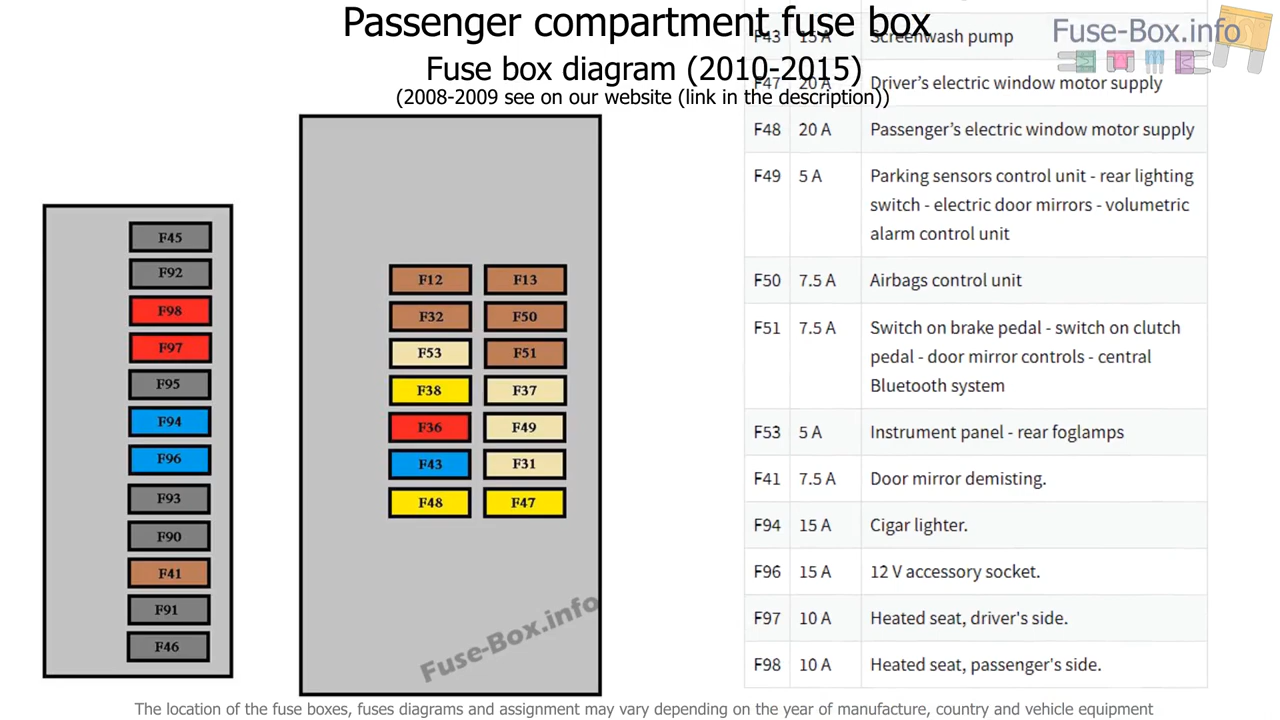 Passenger compartment fuse box
Fuse box diagram (2010-2015)
(2008-2009 see on our website (link in the description))
Fuse-Box.info
F45
F92
F98
F97
F95
F94
F96
F93
F90
F41
F91
F46
F12 F13
F32 F50
F53 F51
F38 F37
F36 F49
F43 F31
F48 F47
Fuse-Box.info
F43 15 A Screenwash pump
F47 20 A Driver’s electric window motor supply
F48 20 A Passenger’s electric window motor supply
F49 5 A Parking sensors control unit - rear lighting
switch - electric door mirrors - volumetric
alarm control unit
F50 7.5 A Airbags control unit
F51 7.5 A Switch on brake pedal - switch on clutch
pedal - door mirror controls - central
Bluetooth system
F53 5 A Instrument panel - rear foglamps
F41 7.5 A Door mirror demisting.
F94 15 A Cigar lighter.
F96 15 A 12 V accessory socket.
F97 10 A Heated seat, driver's side.
F98 10 A Heated seat, passenger's side.
The location of the fuse boxes, fuses diagrams and assignment may vary depending on the year of manufacture, country and vehicle equipment